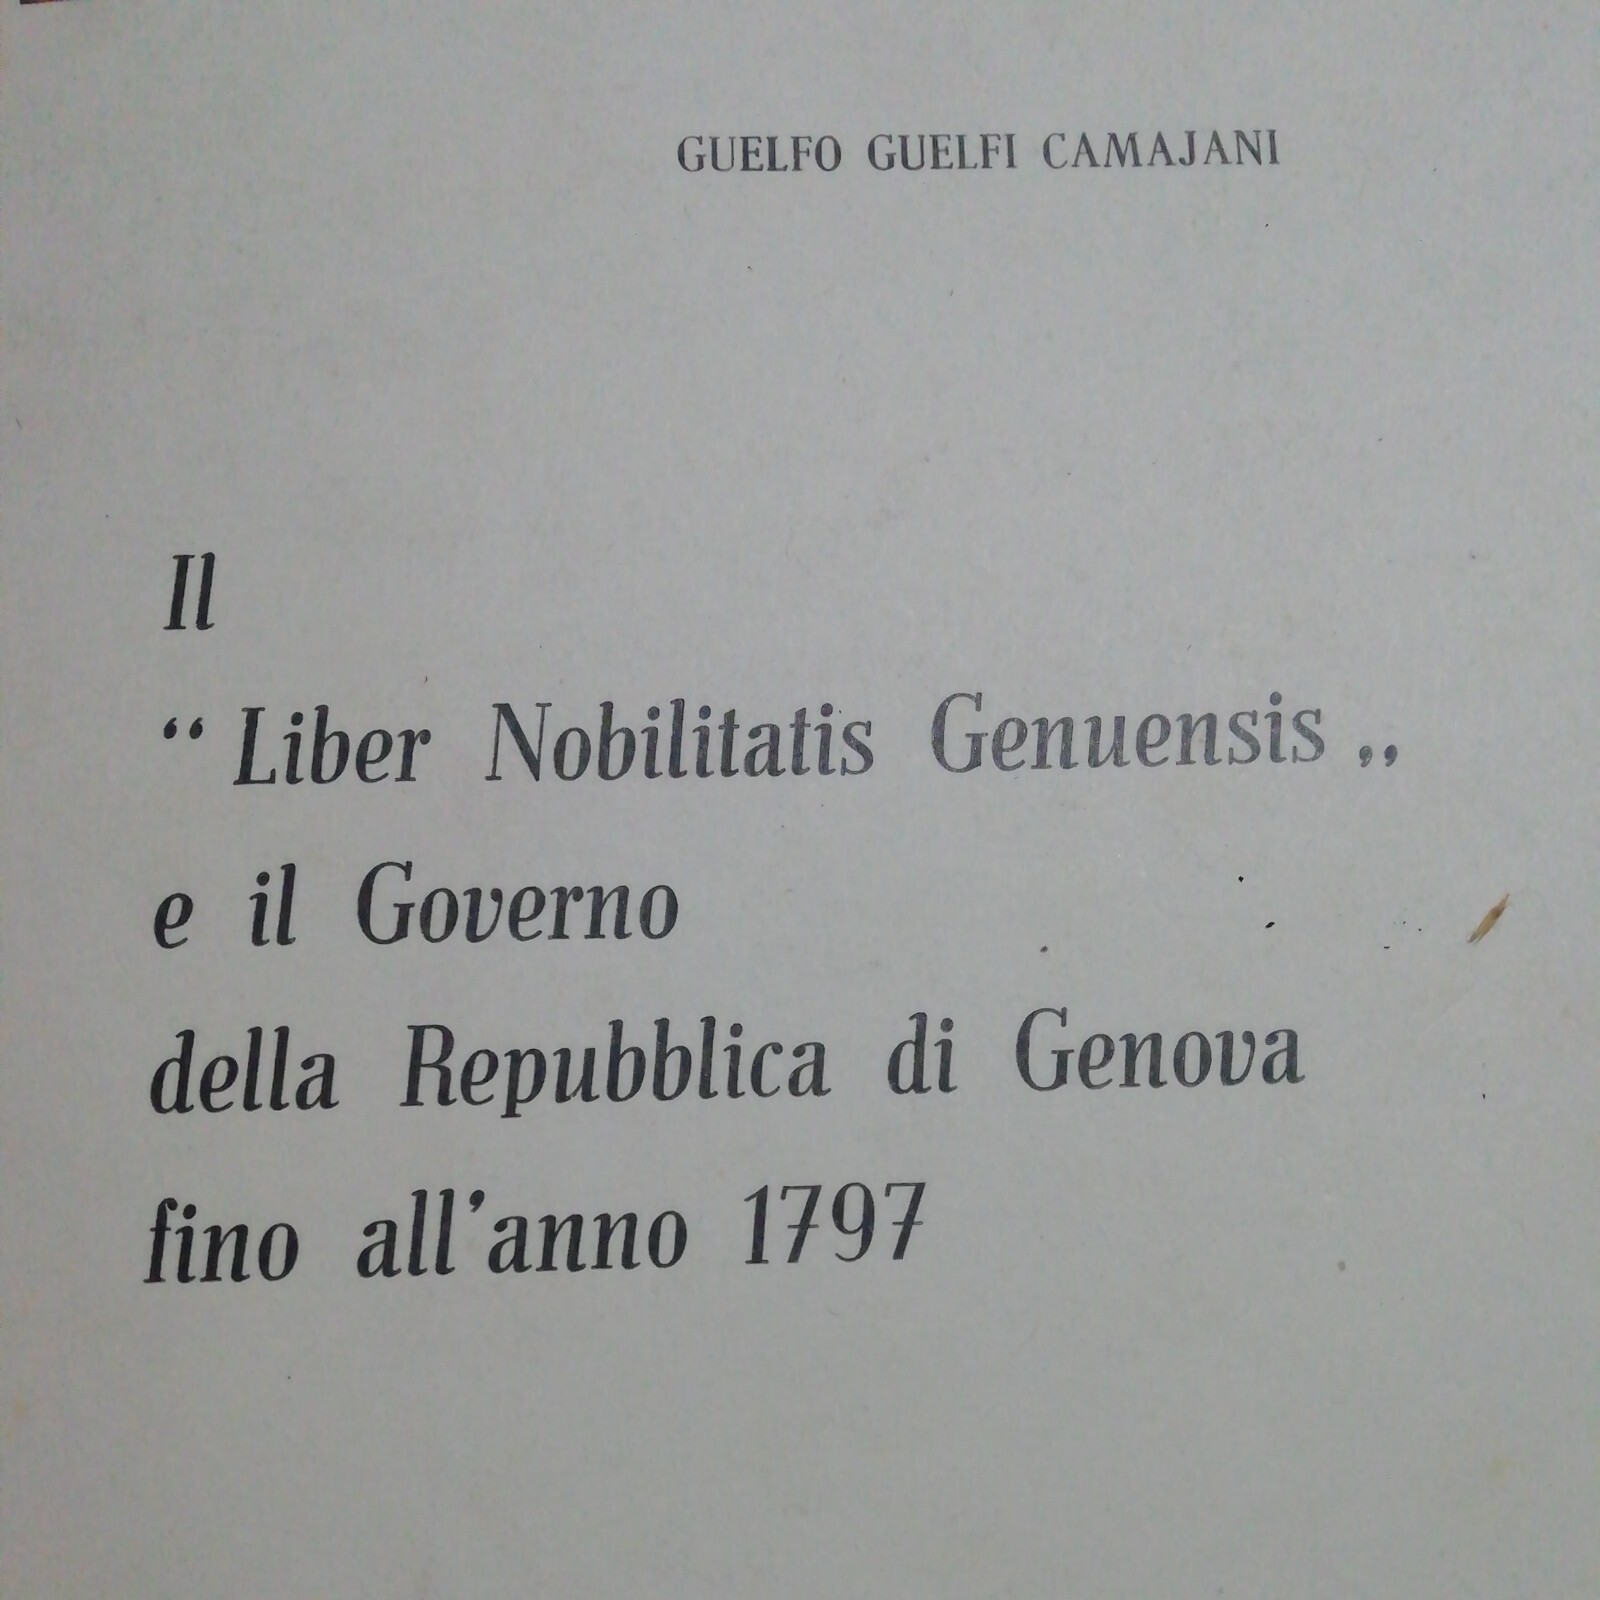 GUELFO GUELFI CAMAJANI
Il
“ Liber Nobilitatis Genuensis „
e il Governo
della Repubblica di Genova
fino all'anno 1797